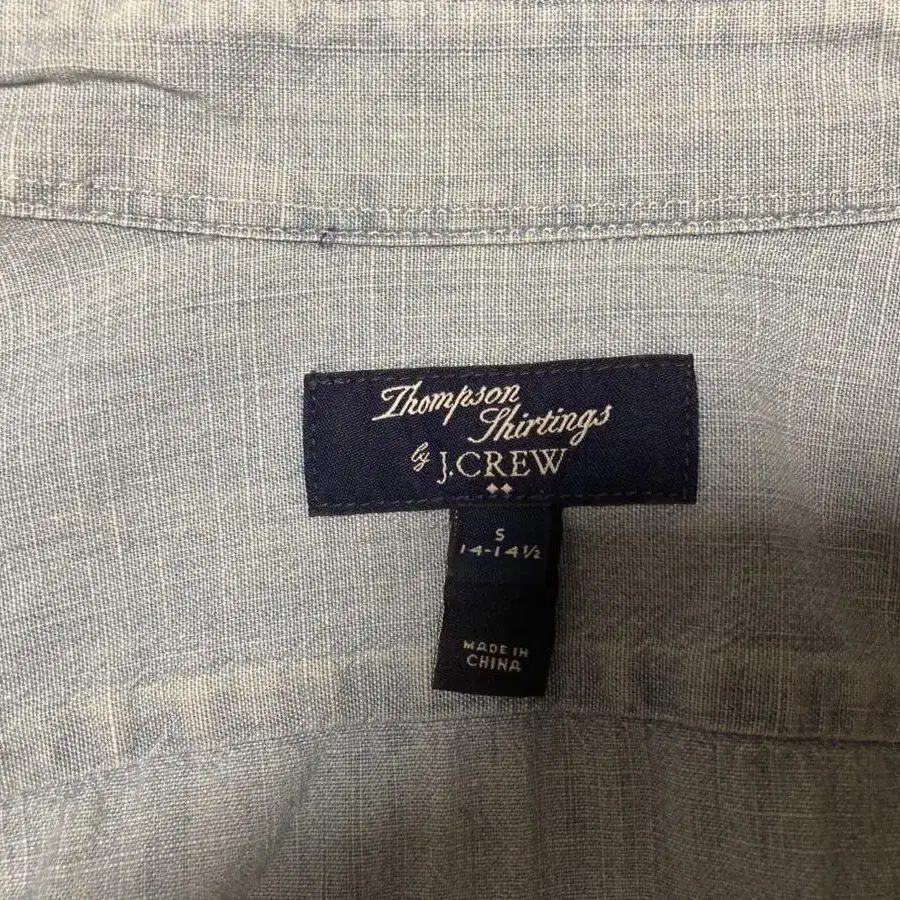 Thompson
Shirtings
by J.CREW
S
14-14½
MADE IN
CHINA